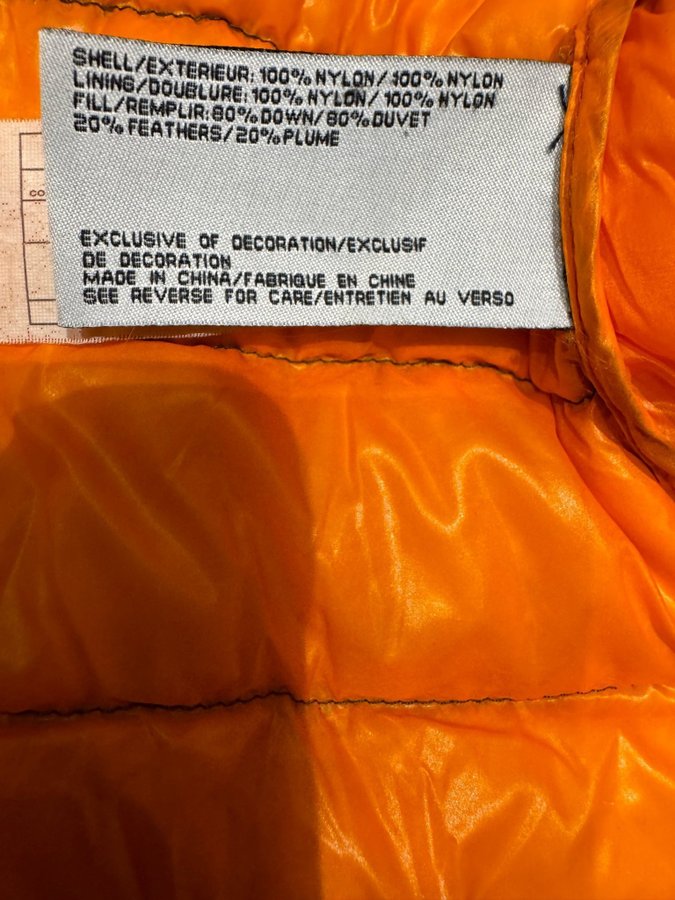 SHELL/EXTERIEUR: 100% NYLON/ 100% NYLON
LINING/DOUBLURE: 100% NYLON/ 100% NYLON
FILL/REMPLIR: 80% DOWN/ 80% DUVET
20% FEATHERS/ 20% PLUME
EXCLUSIVE OF DECORATION/EXCLUSIF
DE DECORATION
MADE IN CHINA/FABRIQUE EN CHINE
SEE REVERSE FOR CARE/ENTRETIEN AU VERSO
CO